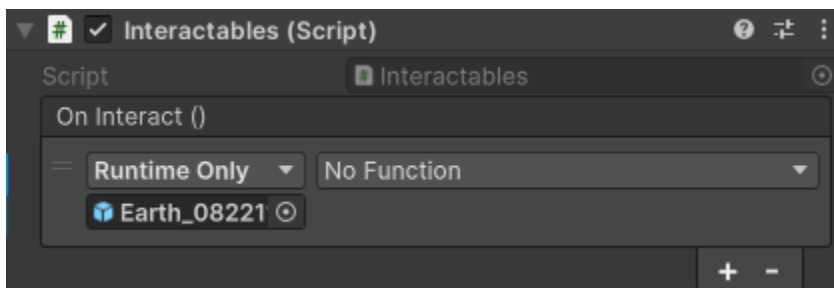 Interactables (Script)
Script Interactables
On Interact ()
Runtime Only No Function
Earth_08221